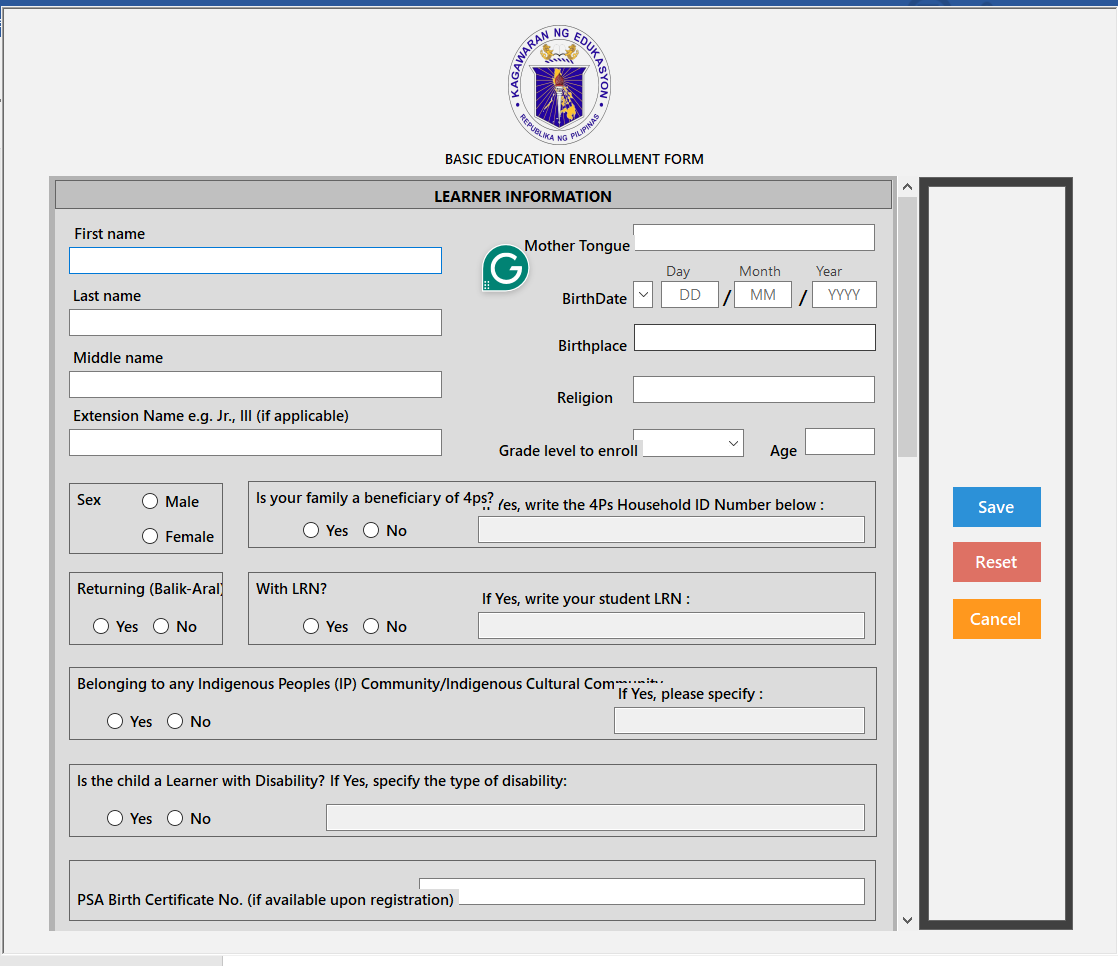 KAGAWARAN NG EDUKASYON
REPUBLIKA NG PILIPINAS
BASIC EDUCATION ENROLLMENT FORM
LEARNER INFORMATION
First name
Last name
Middle name
Extension Name e.g. Jr., III (if applicable)
G
Mother Tongue
Day Month Year
BirthDate DD / MM / YYYY
Birthplace
Religion
Grade level to enroll Age
Sex
Male
Female
Is your family a beneficiary of 4ps?
If Yes, write the 4Ps Household ID Number below :
Yes No
Returning (Balik-Aral)
Yes No
With LRN?
If Yes, write your student LRN :
Yes No
Belonging to any Indigenous Peoples (IP) Community/Indigenous Cultural Community
If Yes, please specify :
Yes No
Is the child a Learner with Disability? If Yes, specify the type of disability:
Yes No
PSA Birth Certificate No. (if available upon registration)
Save
Reset
Cancel